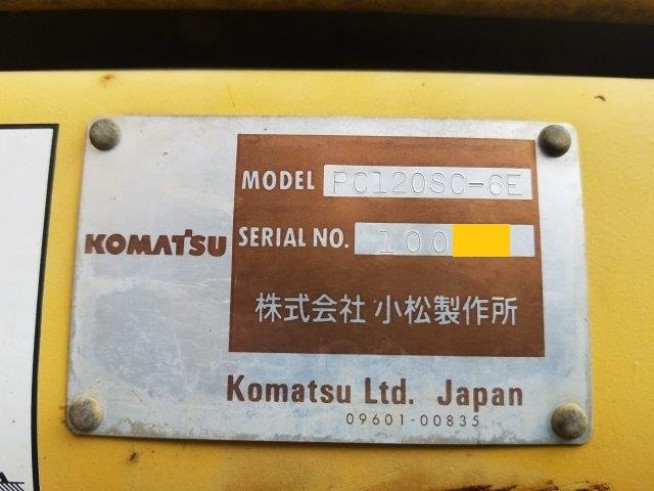 KOMATSU
MODEL PC120SC-6E
SERIAL NO. 100
株式会社 小松製作所
Komatsu Ltd. Japan
09601-00835